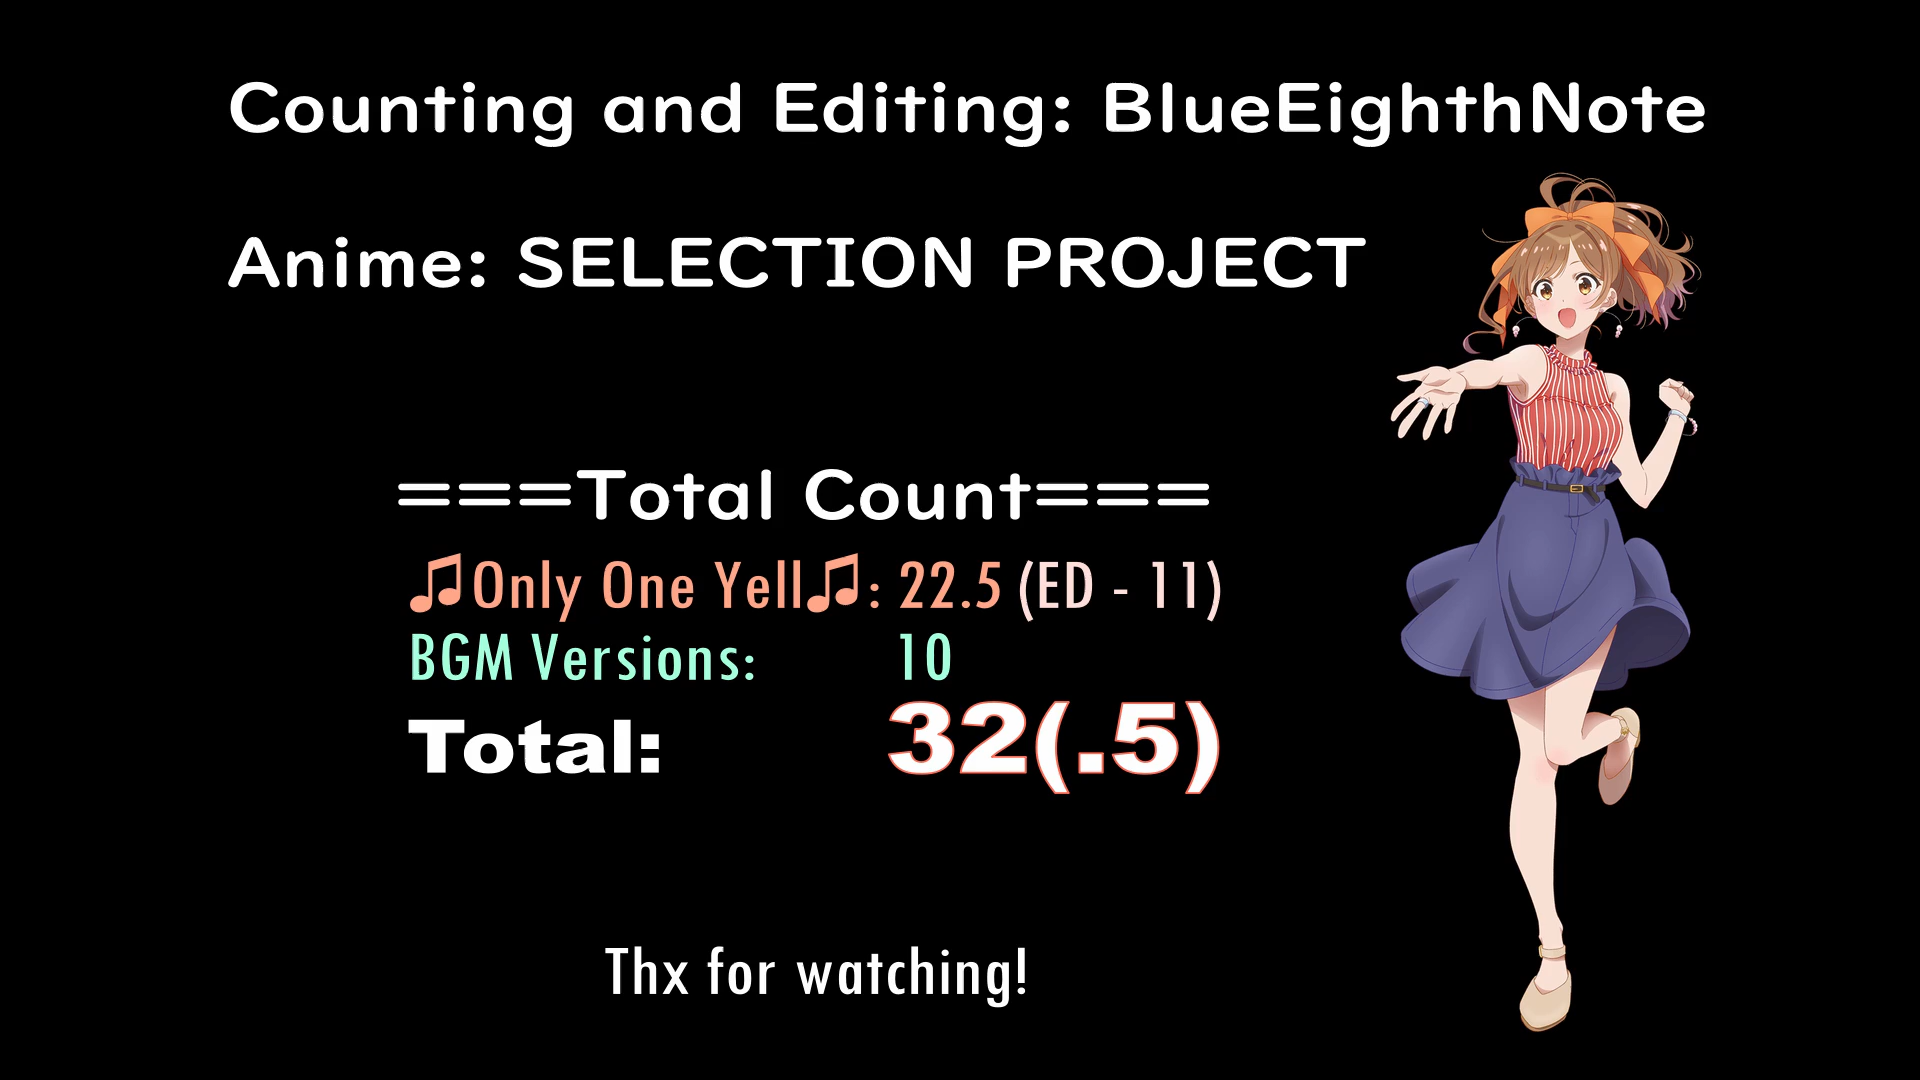 Counting and Editing: BlueEighthNote
Anime: SELECTION PROJECT
===Total Count===
🎵Only One Yell🎵: 22.5 (ED - 11)
BGM Versions: 10
Total: 32(.5)
Thx for watching!